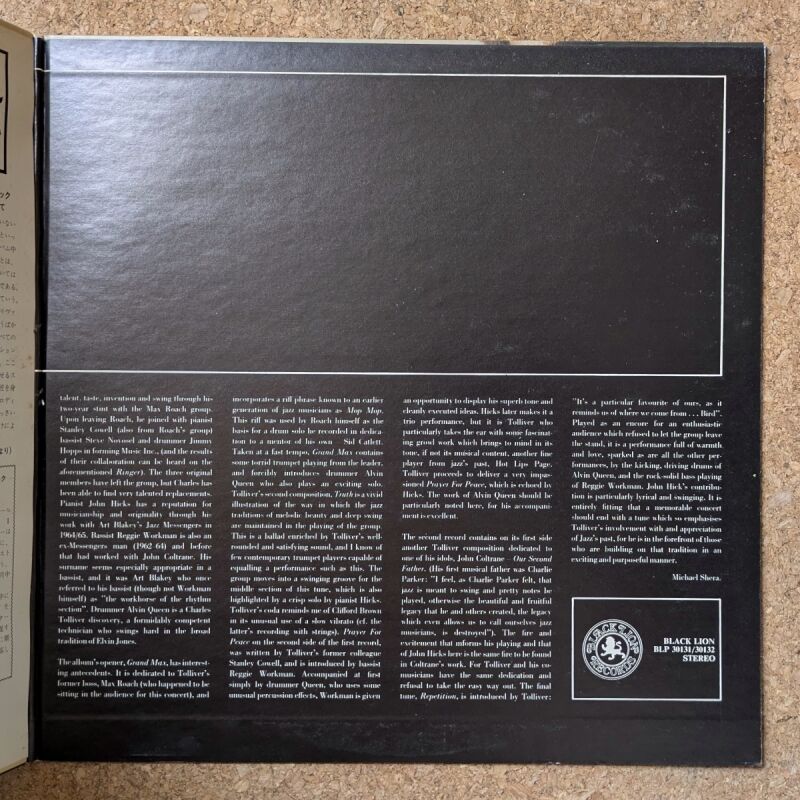 talent, taste, invention and swing through his
two-year stint with the Max Roach group.
Upon leaving Roach, he joined with pianist
Stanley Cowell (also from Roach's group)
bassist Steve Novosel and drummer Jimmy
Hopps in forming Music Inc., (and the results
of their collaboration can be heard on the
aforementioned Ringer). The three original
members have left the group, but Charles has
been able to find very talented replacements.
Pianist John Hicks has a reputation for
musicianship and originality through he
work with Art Blakey's Jazz Messengers in
1964/65. Bassist Reggie Workman is also an
ex-Messengers man (1962-64) and before
that had worked with John Coltrane. His
surname seems especially appropriate in a
bassist, and it was Art Blakey who once
referred to his bassist (though not Workman
himself) as "the workhorse of the rhythm
section". Drummer Alvin Queen is a Charles
Tolliver discovery, a formidably competent
technician who swings hard in the broad
tradition of Elvin Jones.
The album's opener, Grand Max, has interest-
ing antecedents. It is dedicated to Tolliver's
former boss, Max Roach (who happened to be
sitting in the audience for this concert), and
incorporates a riff phrase known to an earlier
generation of jazz musicians as Mop Mop.
This riff was used by Roach himself as the
basis for a drum solo he recorded in dedica-
tion to a mentor of his own Sid Catlett.
Taken at a fast tempo, Grand Max contains
some torrid trumpet playing from the leader,
and forcibly introduces drummer Alvin
Queen who also plays an exciting solo.
Tolliver's second composition, Truth is a vivid
illustration of the way in which the jazz
traditions of melodic beauty and deep swing
are maintained in the playing of the group.
This is a ballad enriched by Tolliver's well-
rounded and satisfying sound, and I know of
few contemporary trumpet players capable of
equalling a performance such as this. The
group moves into a swinging groove for the
middle section of this tune, which is also
highlighted by a crisp solo by pianist Hicks.
Tolliver's coda reminds me of Clifford Brown
in its unusual use of a slow vibrato (cf. the
latter's recording with strings). Prayer For
Peace on the second side of the first record,
was written by Tolliver's former colleague
Stanley Cowell, and is introduced by bassist
Reggie Workman. Accompanied at first
simply by drummer Queen, who uses some
unusual percussion effects, Workman is given
an opportunity to display his superb tone and
cleanly executed ideas. Hicks later makes it a
trio performance, but it is Tolliver who
particularly takes the ear with some fascinat-
ing growl work which brings to mind in its
tone, if not its musical content, another fine
player from jazz's past, Hot Lips Page.
Tolliver proceeds to deliver a very impas-
sioned Prayer For Peace, which is echoed by
Hicks. The work of Alvin Queen should be
particularly noted here, for his accompani-
ment is excellent.
The second record contains on its first side
another Tolliver composition dedicated to
one of his idols, John Coltrane - Our Second
Father. (His first musical father was Charlie
Parker: "I feel, as Charlie Parker felt, that
jazz is meant to swing and pretty notes be
played, otherwise the beautiful and fruitful
legacy that he and others created, the legacy
which even allows us to call ourselves jazz
musicians, is destroyed"). The fire and
excitement that informs his playing and that
of John Hicks here is the same fire to be found
in Coltrane's work. For Tolliver and his co-
musicians have the same dedication and
refusal to take the easy way out. The final
tune, Repetition, is introduced by Tolliver:
"It's a particular favourite of ours, as it
reminds us of where we come from . . . Bird".
Played as an encore for an enthusiastic
audience which refused to let the group leave
the stand, it is a performance full of warmth
and love, sparked as are all the other per-
formances, by the kicking, driving drums of
Alvin Queen, and the rock-solid bass playing
of Reggie Workman. John Hick's contribu-
tion is particularly lyrical and swinging. It is
entirely fitting that a memorable concert
should end with a tune which so emphasises
Tolliver's involvement with and appreciation
of Jazz's past, for he is in the forefront of those
who are building on that tradition in an
exciting and purposeful manner.
Michael Shera.
BLACK LION
RECORDS
BLACK LION
BLP 30131/30132
STEREO